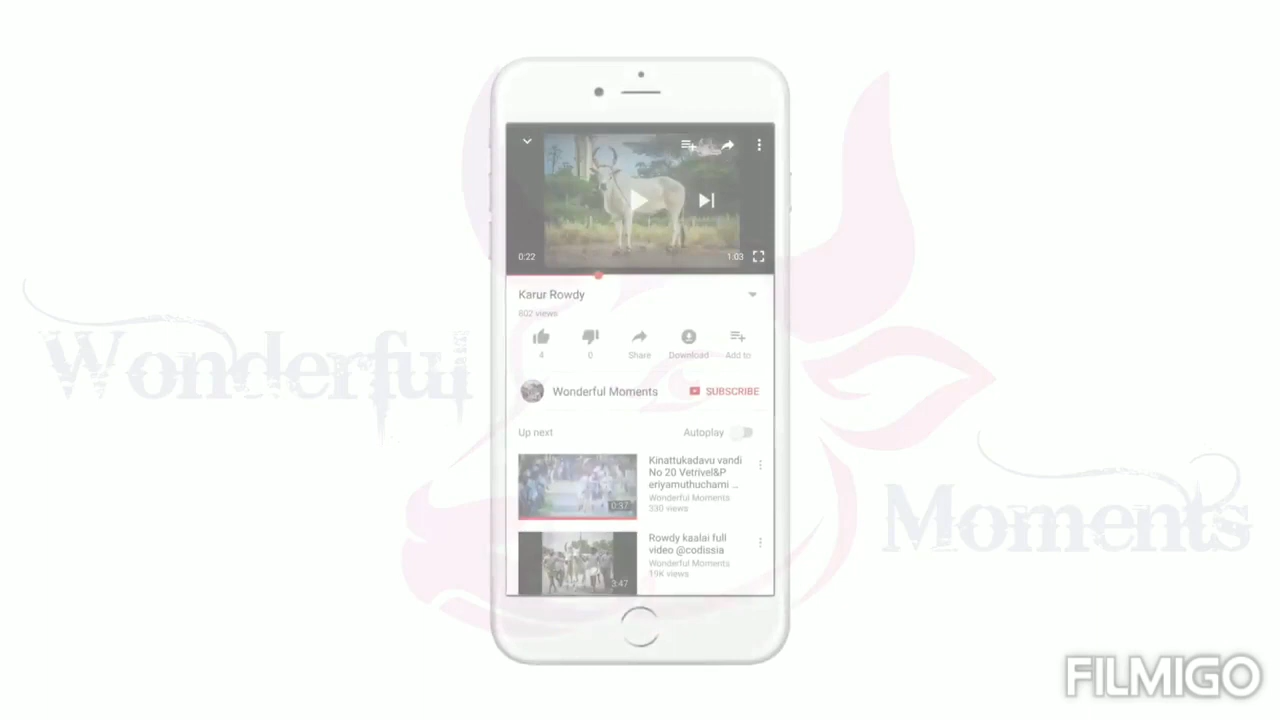 0:22
1:03
Karur Rowdy
802 views
4
0
Share
Download
Add to
Wonderful
Wonderful Moments
SUBSCRIBE
Up next
Autoplay
Kinattukadavu vandi
No 20 Vetrivel&P
eriyamuthuchami ...
Wonderful Moments
330 views
0:37
Moments
Rowdy kaalai full
video @codissia
Wonderful Moments
19K views
3:47
FILMIGO